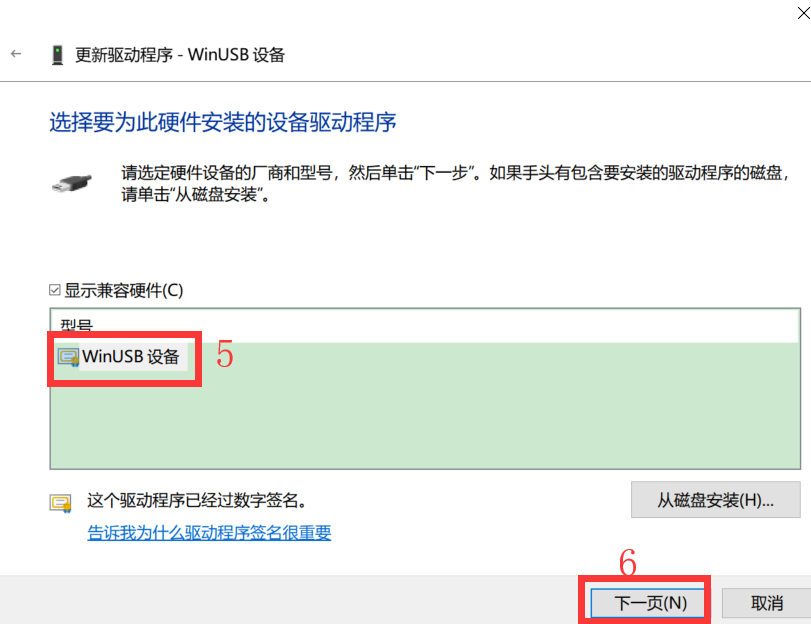 更新驱动程序 - WinUSB 设备
选择要为此硬件安装的设备驱动程序
请选定硬件设备的厂商和型号，然后单击“下一步”。如果手头有包含要安装的驱动程序的磁盘，
请单击“从磁盘安装”。
显示兼容硬件(C)
型号
WinUSB 设备
5
这个驱动程序已经过数字签名。
从磁盘安装(H)...
告诉我为什么驱动程序签名很重要
6
下一页(N)
取消